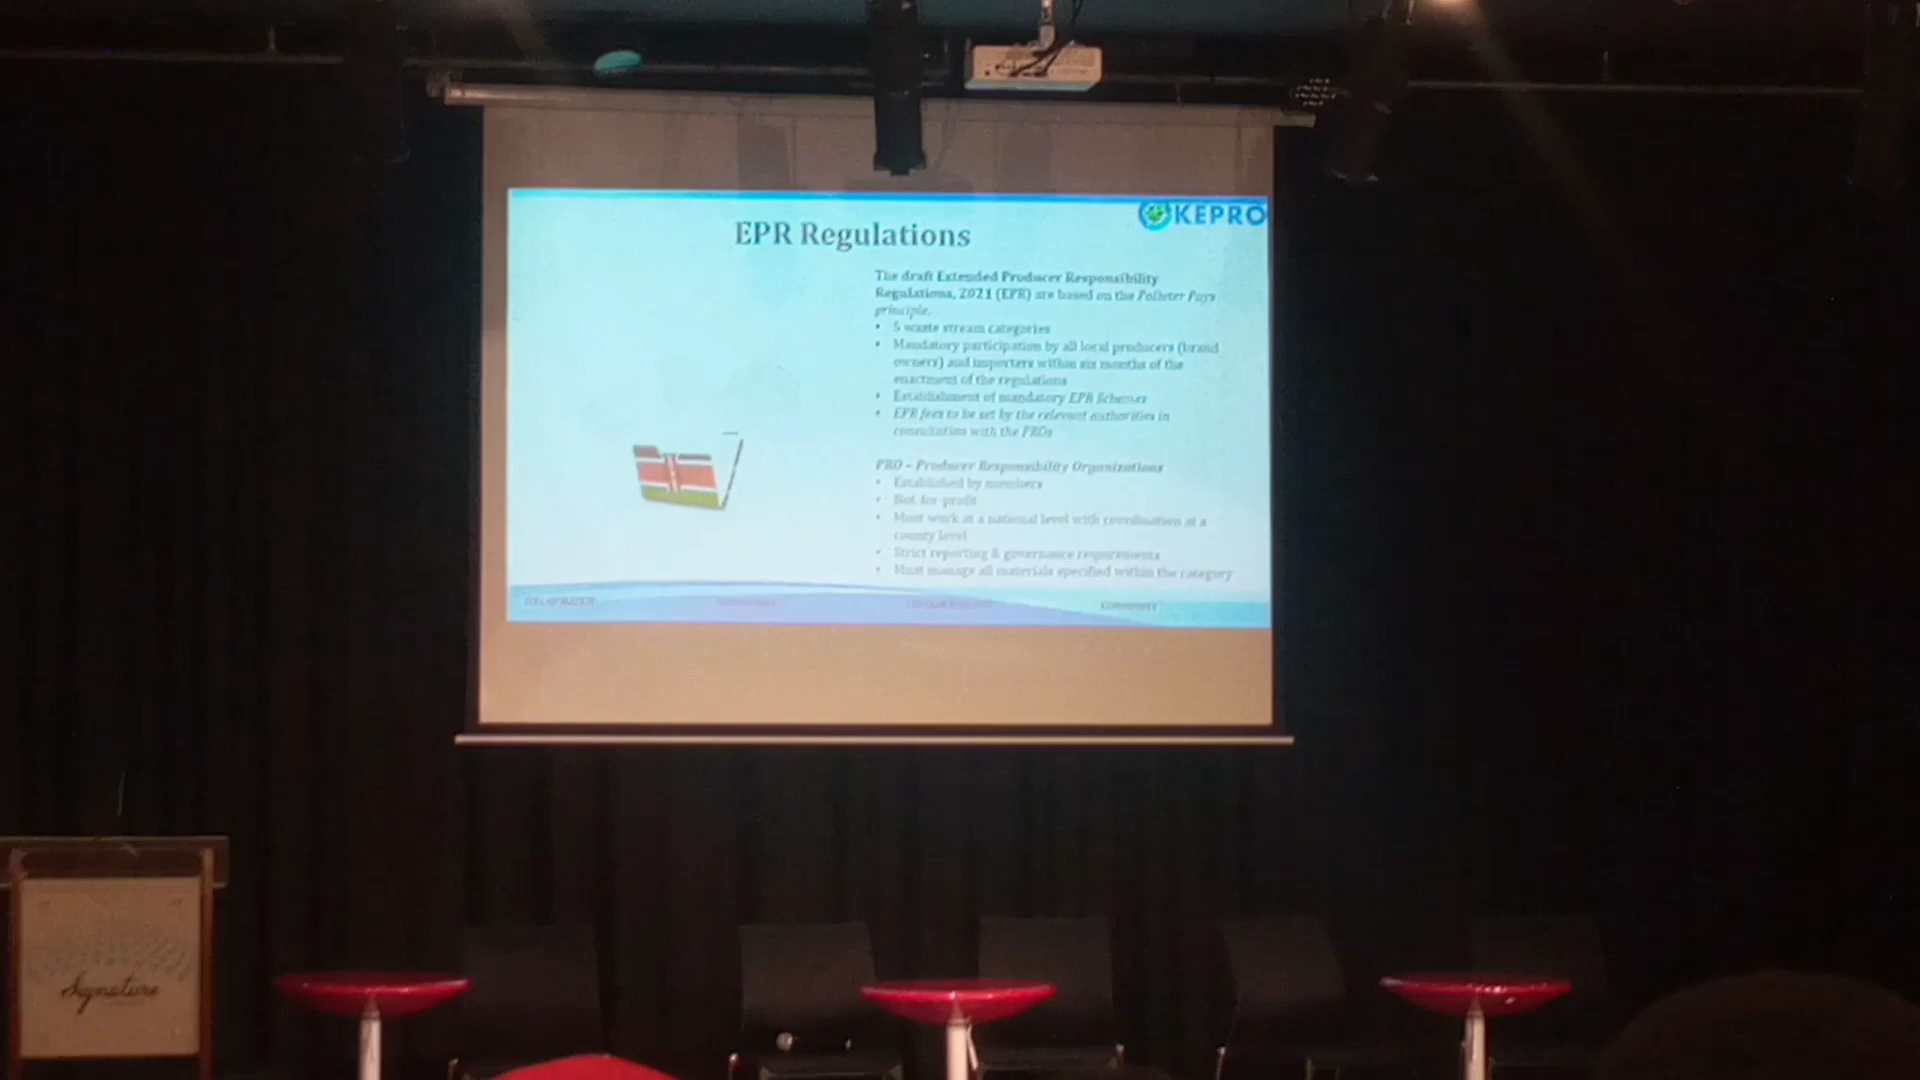 KEPRO
EPR Regulations
The draft Extended Producer Responsibility
Regulations, 2021 (EPR) are based on the Polluter Pays
principle.
• 5 waste stream categories
• Mandatory participation by all local producers (brand
owners) and importers within six months of the
enactment of the regulations
• Establishment of mandatory EPR Schemes
• EPR fees to be set by the relevant authorities in
consultation with the PROs
PRO – Producer Responsibility Organizations
• Established by members
• Not-for-profit
• Must work at a national level with coordination at a
county level
• Strict reporting & governance requirements
• Must manage all materials specified within the category
COLLABORATION
COMMUNITY
Signature